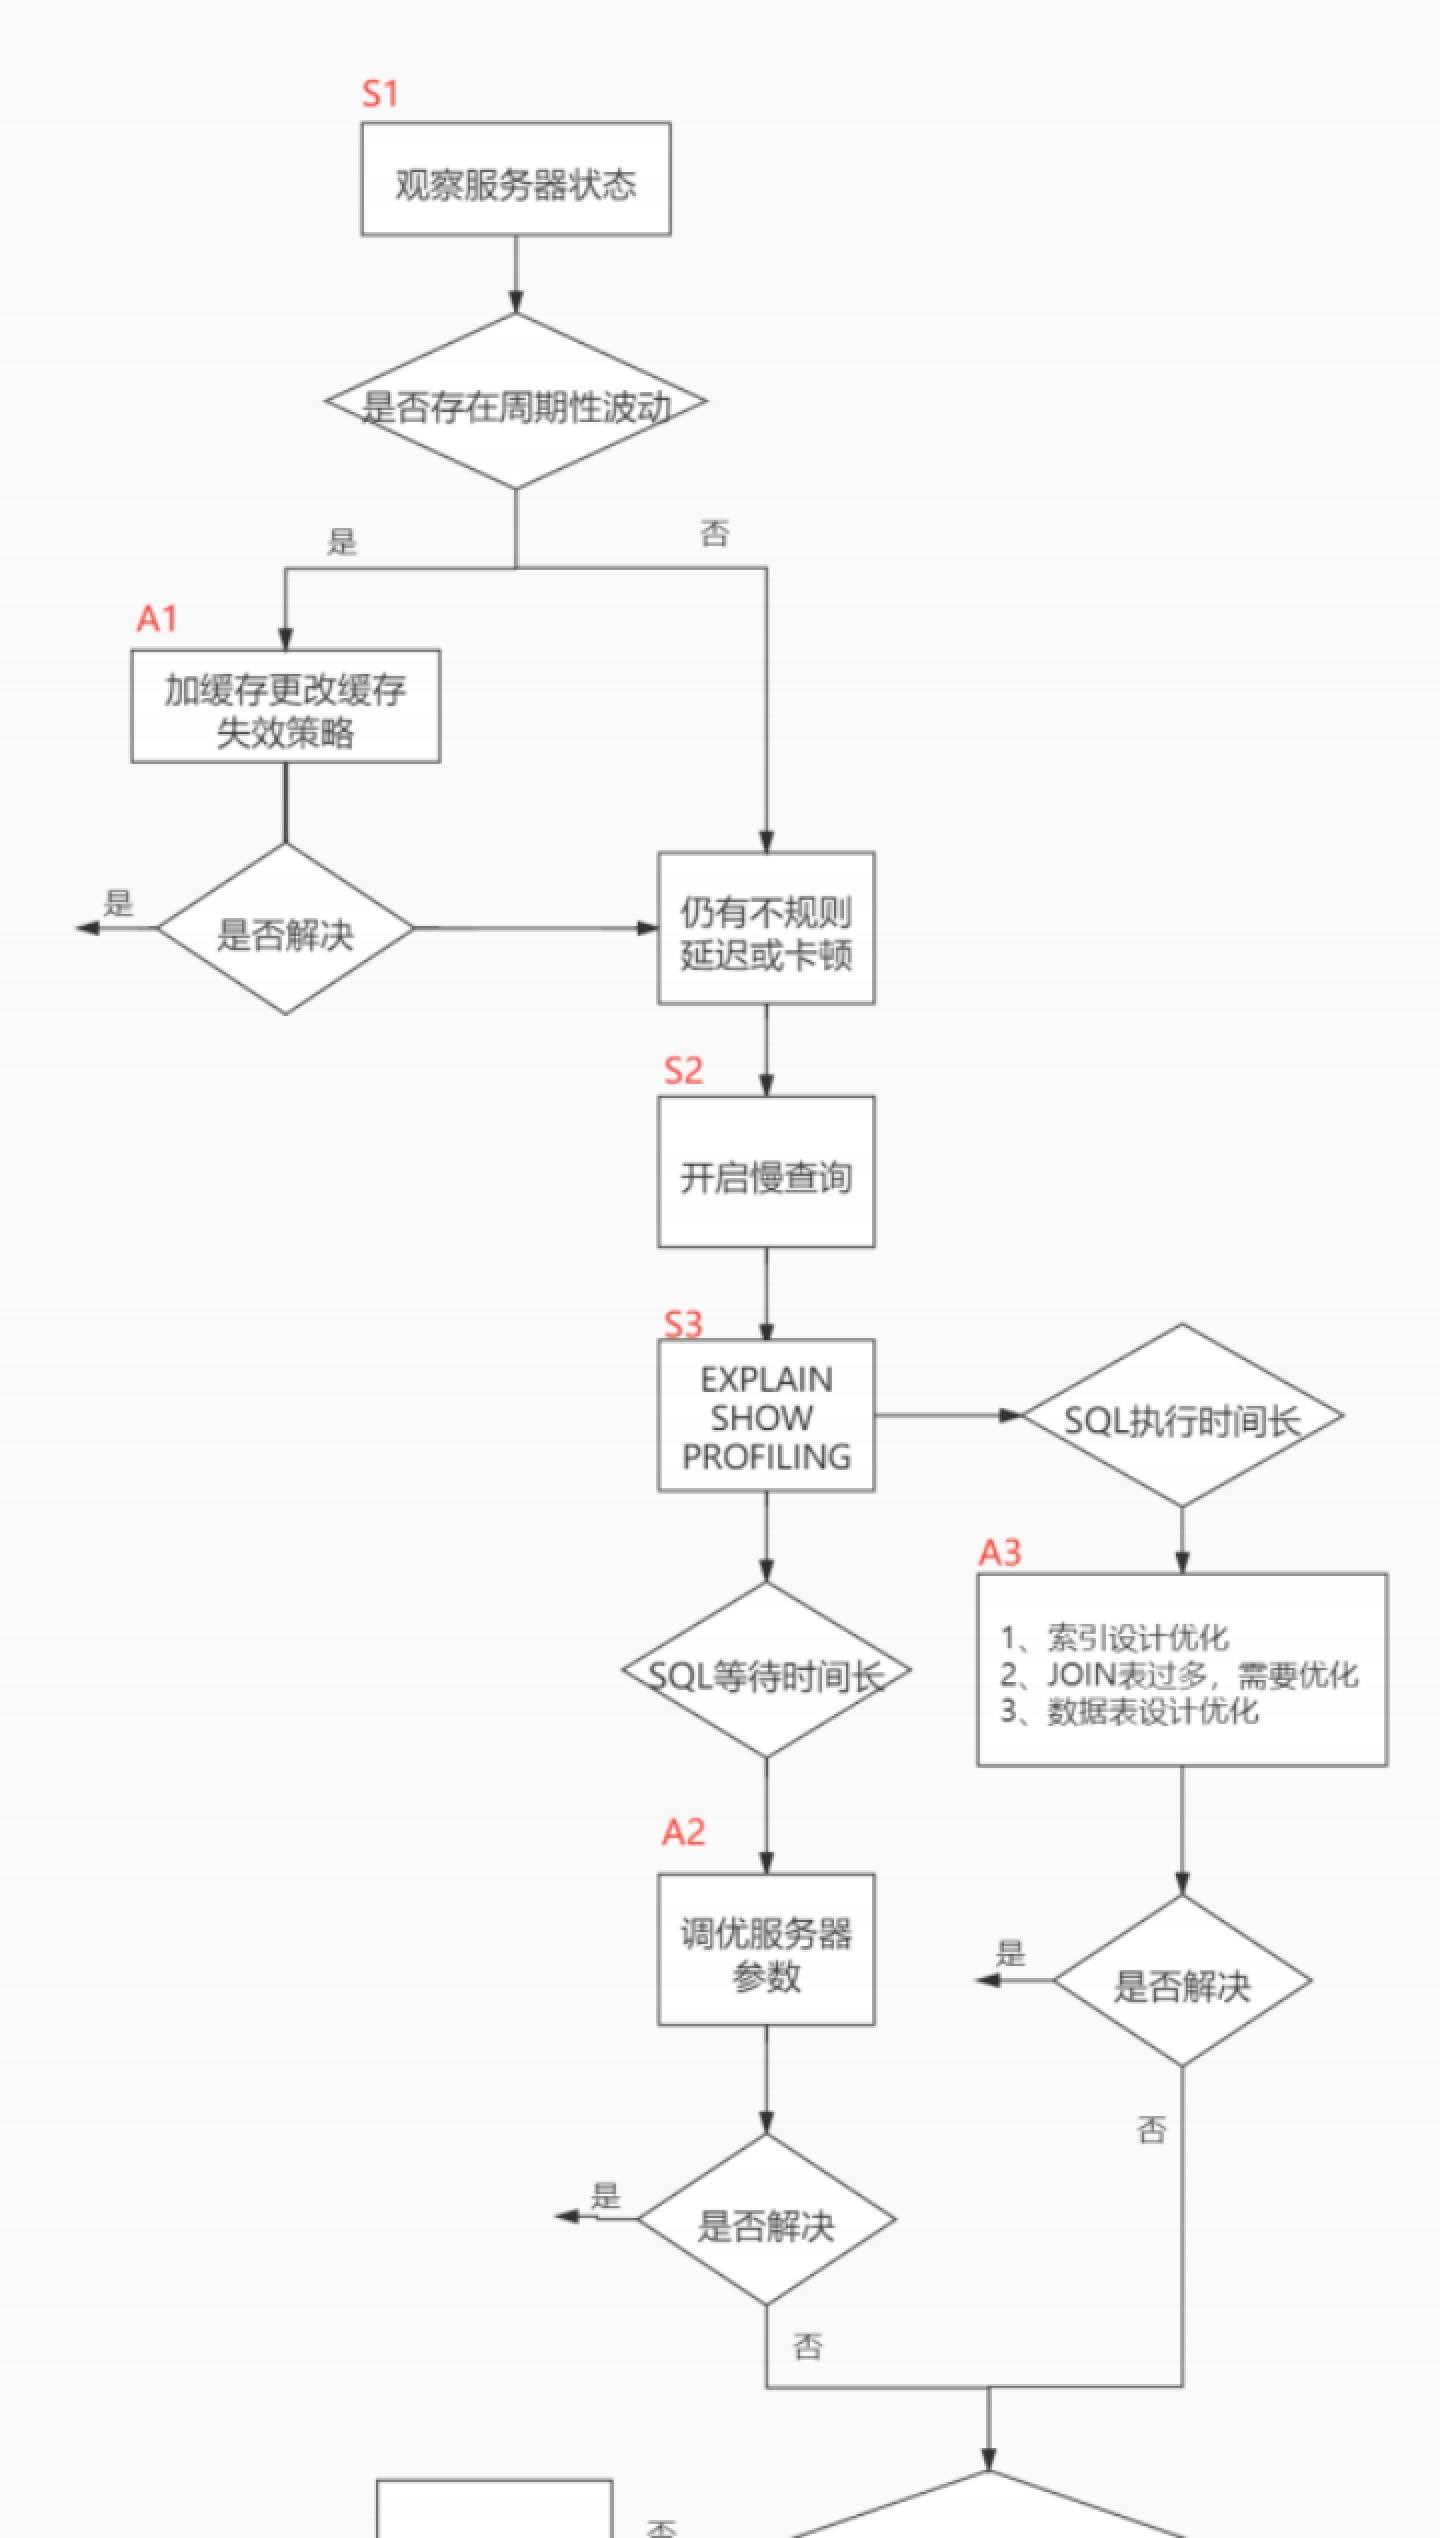 S1
观察服务器状态
是否存在周期性波动
是
否
A1
加缓存更改缓存
失效策略
是
是否解决
仍有不规则
延迟或卡顿
S2
开启慢查询
S3
EXPLAIN
SHOW
PROFILING
SQL执行时间长
A3
1、索引设计优化
2、JOIN表过多，需要优化
3、数据表设计优化
SQL等待时间长
A2
调优服务器
参数
是
是否解决
否
是
是否解决
否
否